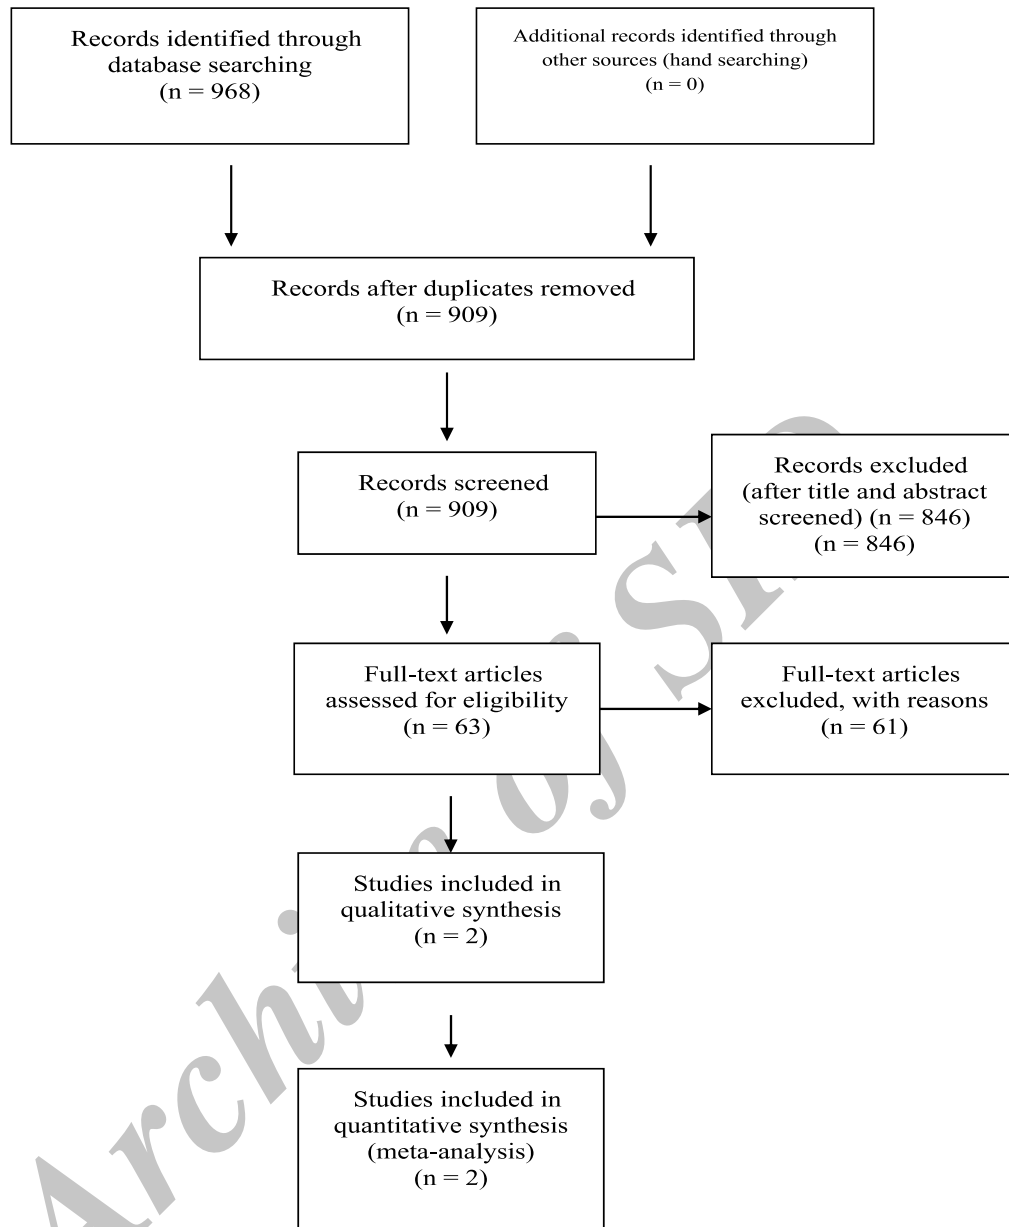 Records identified through
database searching
(n = 968)
Additional records identified through
other sources (hand searching)
(n = 0)
Records after duplicates removed
(n = 909)
Records screened
(n = 909)
Records excluded
(after title and abstract
screened) (n = 846)
(n = 846)
Full-text articles
assessed for eligibility
(n = 63)
Full-text articles
excluded, with reasons
(n = 61)
Studies included in
qualitative synthesis
(n = 2)
Studies included in
quantitative synthesis
(meta-analysis)
(n = 2)
Archive of SID